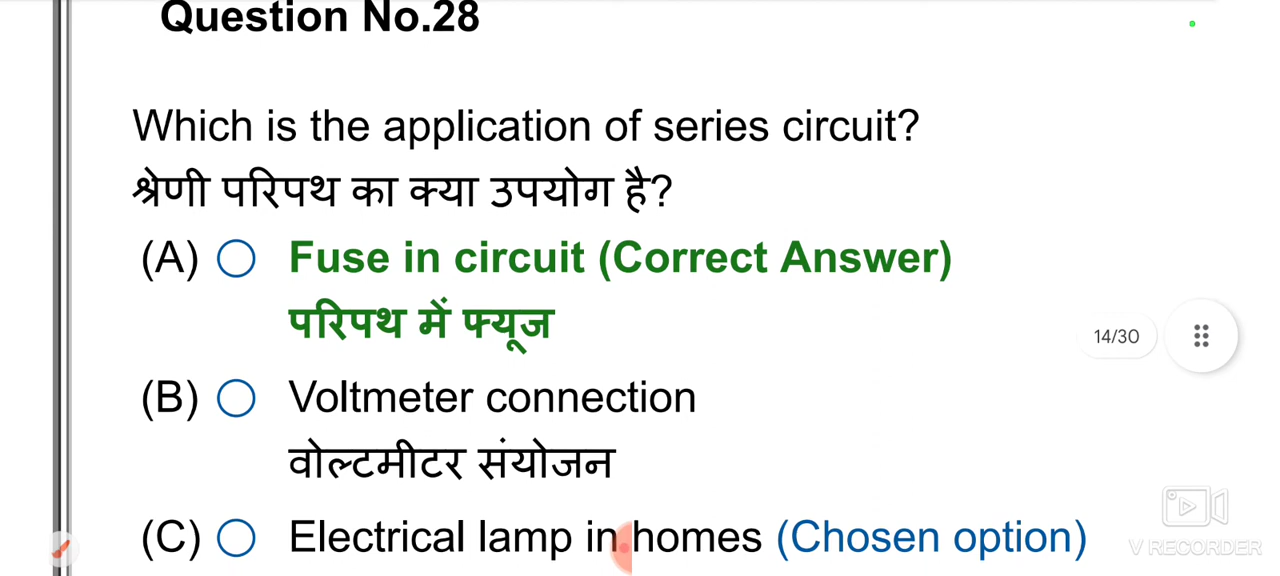 Question No.28
Which is the application of series circuit?
श्रेणी परिपथ का क्या उपयोग है?
(A) Fuse in circuit (Correct Answer)
परिपथ में फ्यूज
14/30
(B) Voltmeter connection
वोल्टमीटर संयोजन
(C) Electrical lamp in homes (Chosen option)
V RECORDER